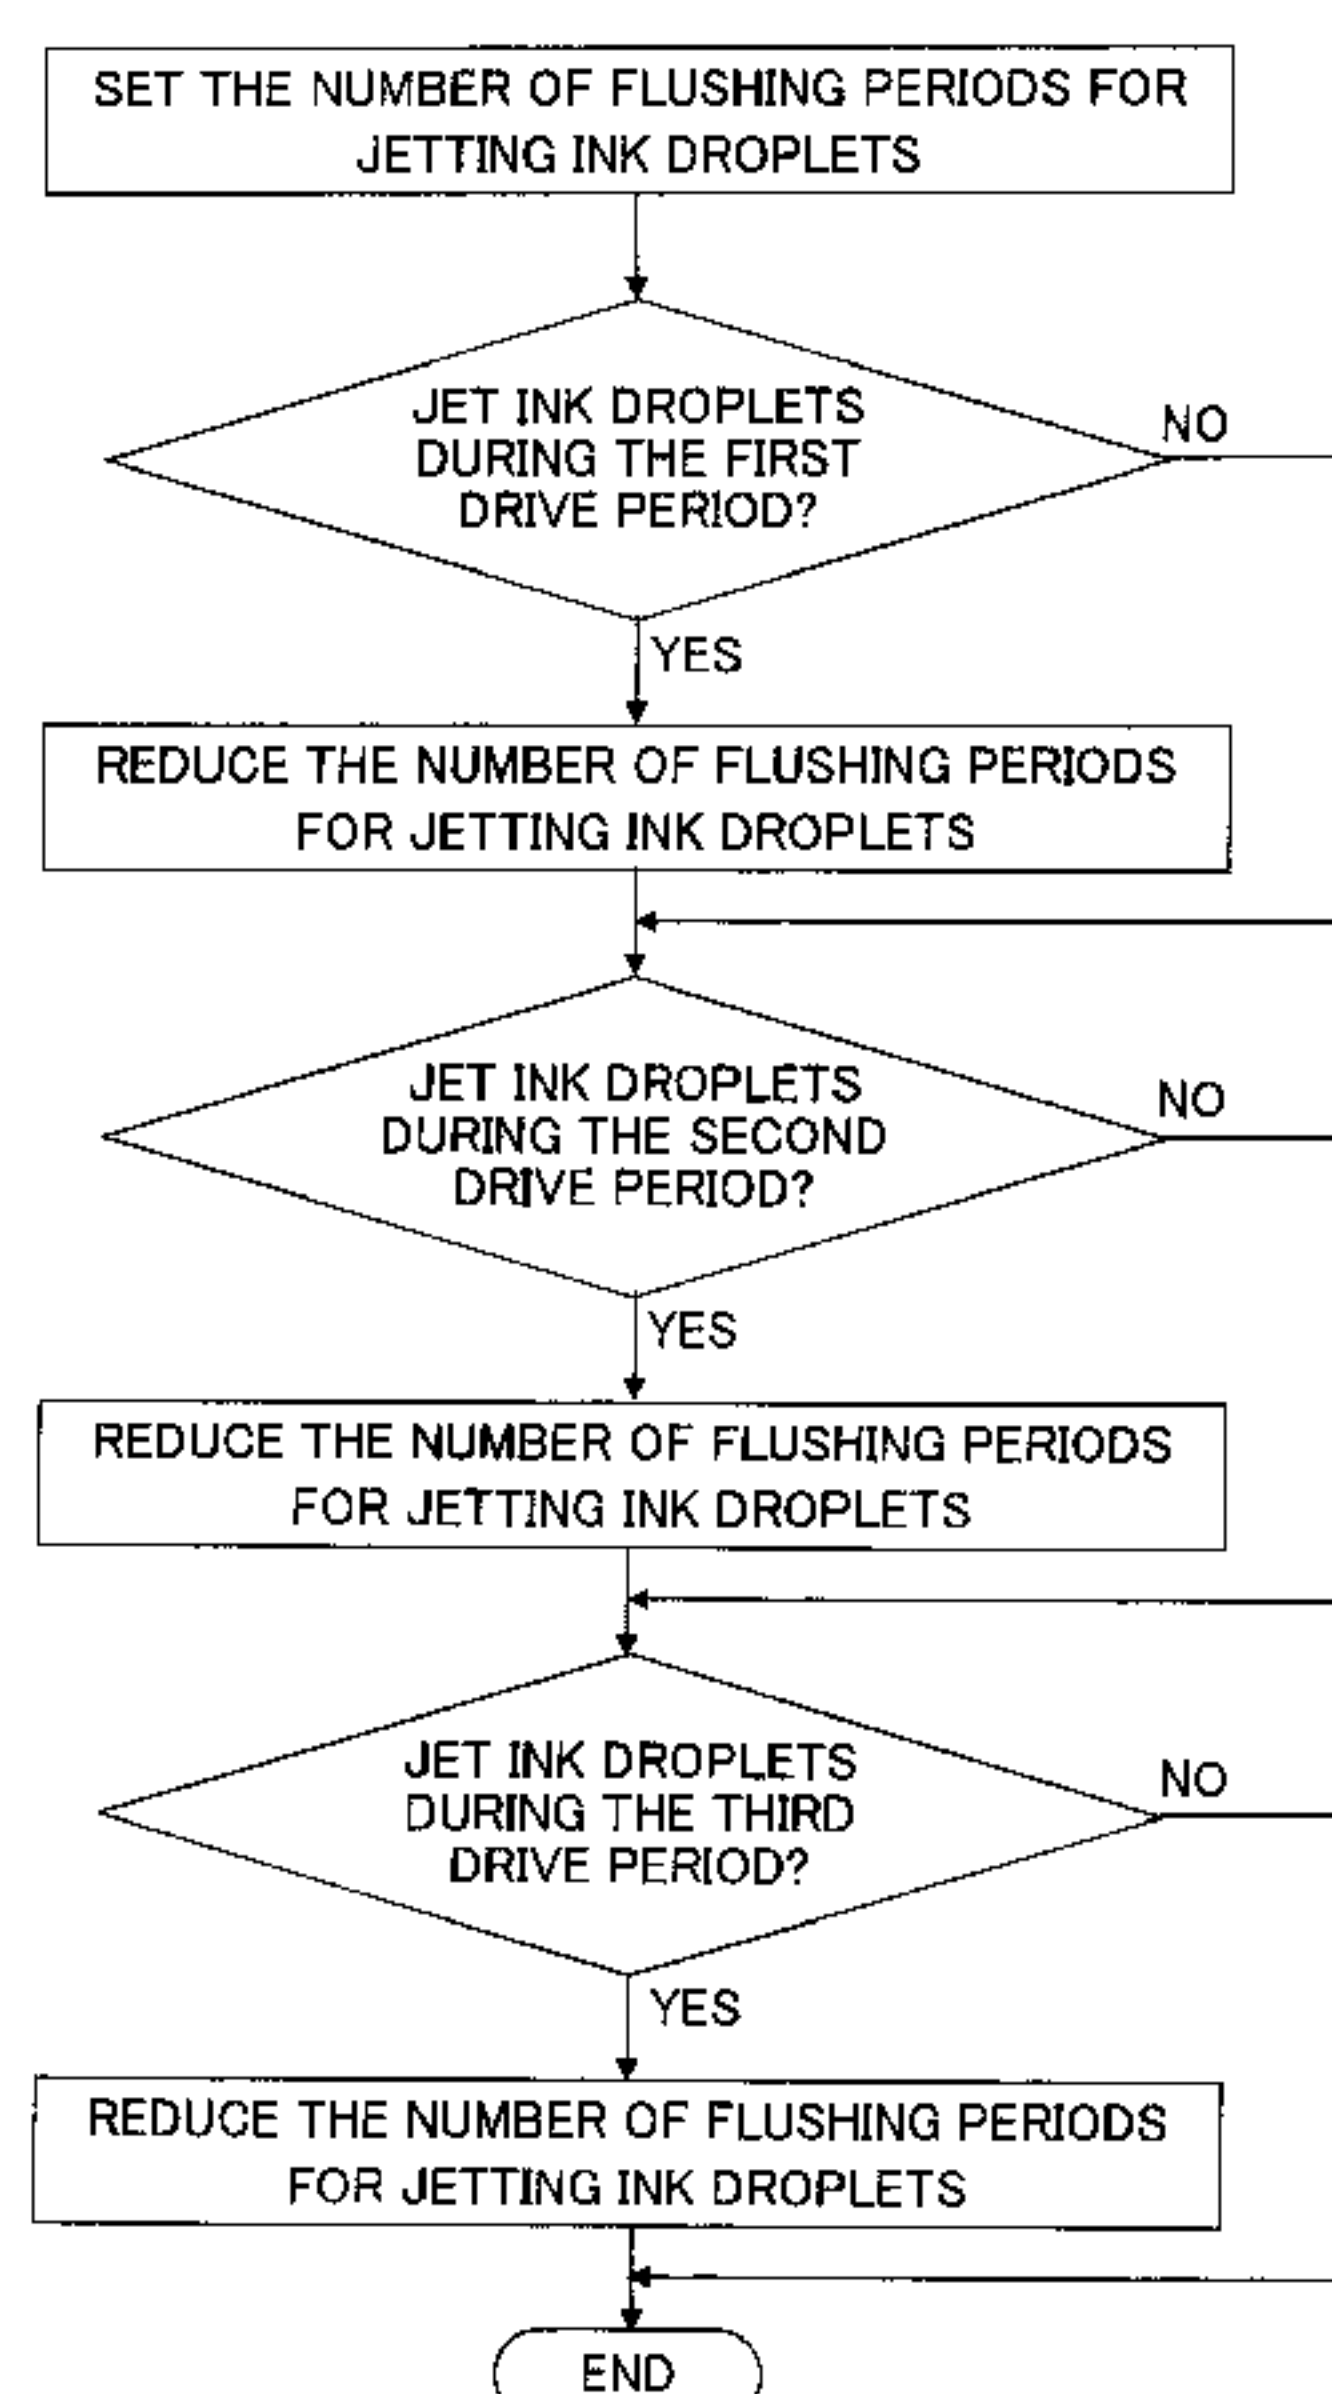 SET THE NUMBER OF FLUSHING PERIODS FOR
JETTING INK DROPLETS
JET INK DROPLETS
DURING THE FIRST
DRIVE PERIOD?
NO
YES
REDUCE THE NUMBER OF FLUSHING PERIODS
FOR JETTING INK DROPLETS
JET INK DROPLETS
DURING THE SECOND
DRIVE PERIOD?
NO
YES
REDUCE THE NUMBER OF FLUSHING PERIODS
FOR JETTING INK DROPLETS
JET INK DROPLETS
DURING THE THIRD
DRIVE PERIOD?
NO
YES
REDUCE THE NUMBER OF FLUSHING PERIODS
FOR JETTING INK DROPLETS
END